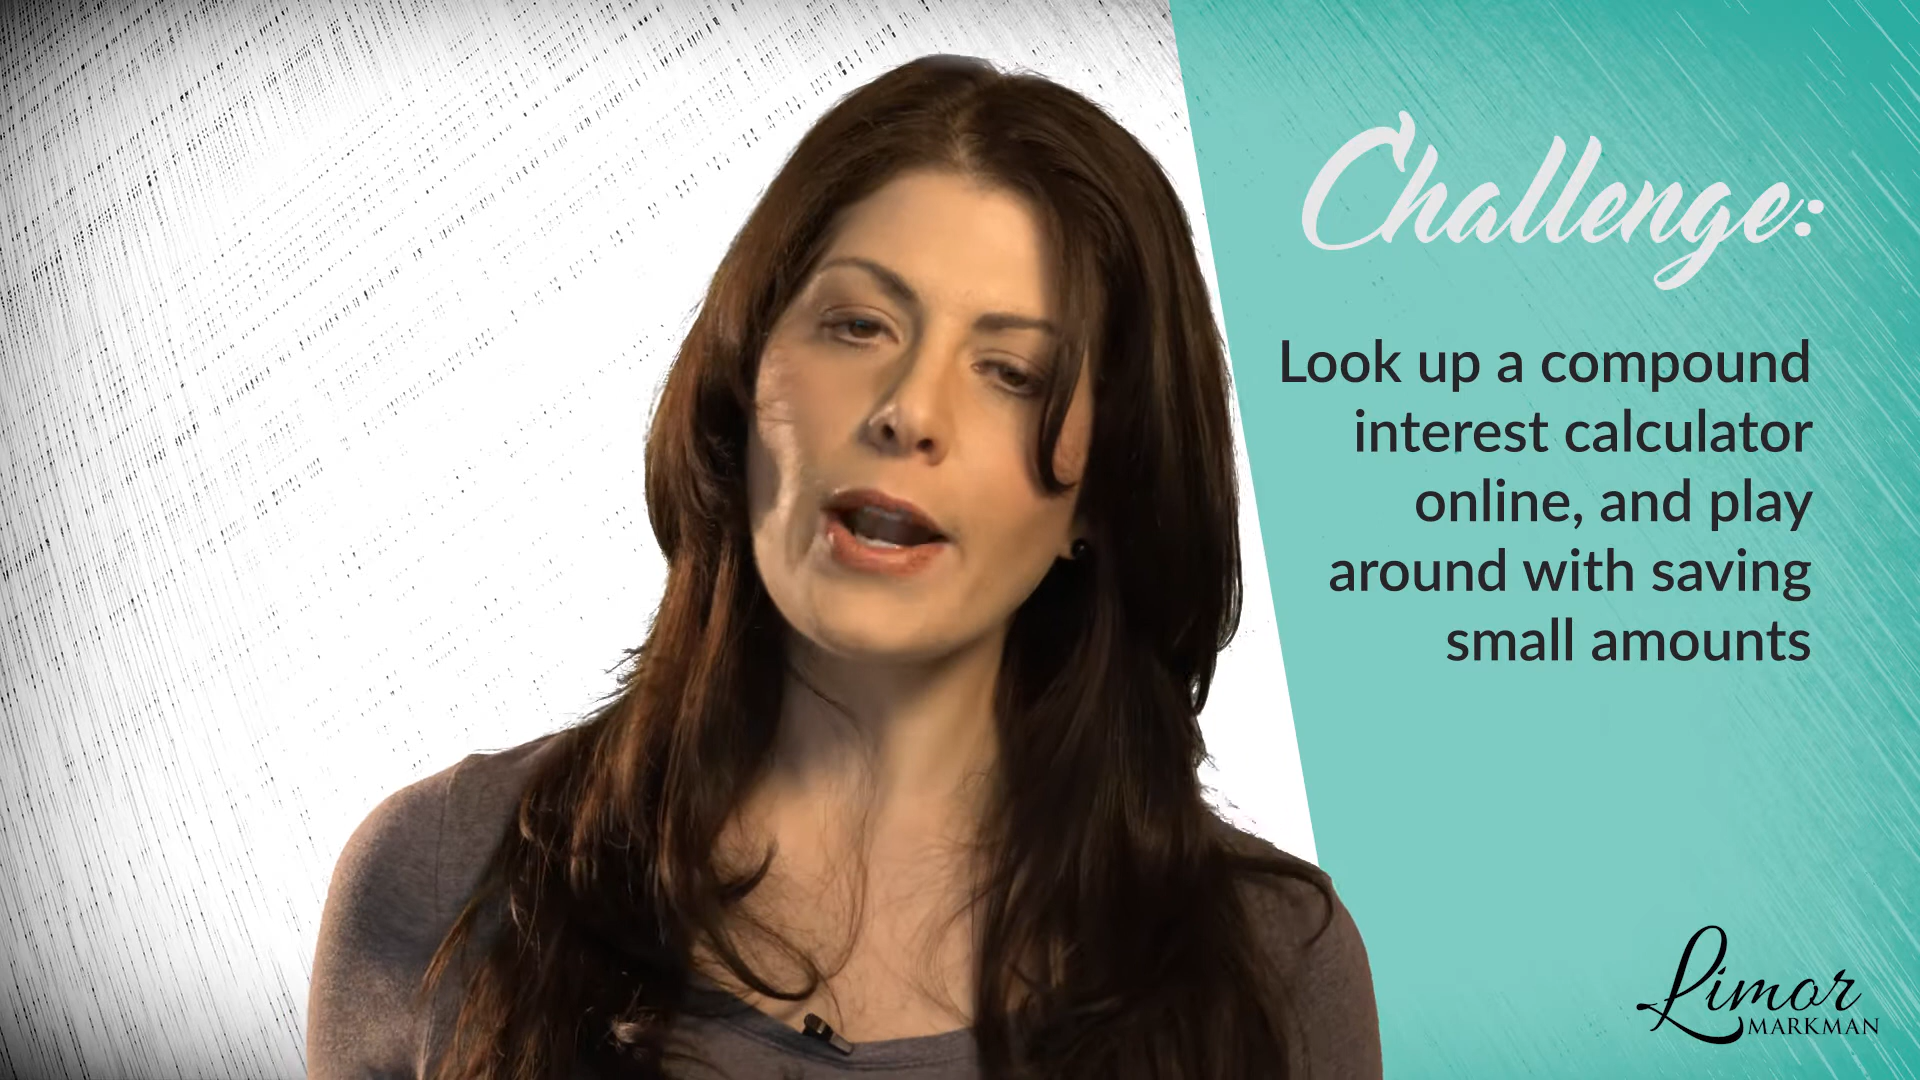 Challenge:
Look up a compound
interest calculator
online, and play
around with saving
small amounts
Limor
MARKMAN